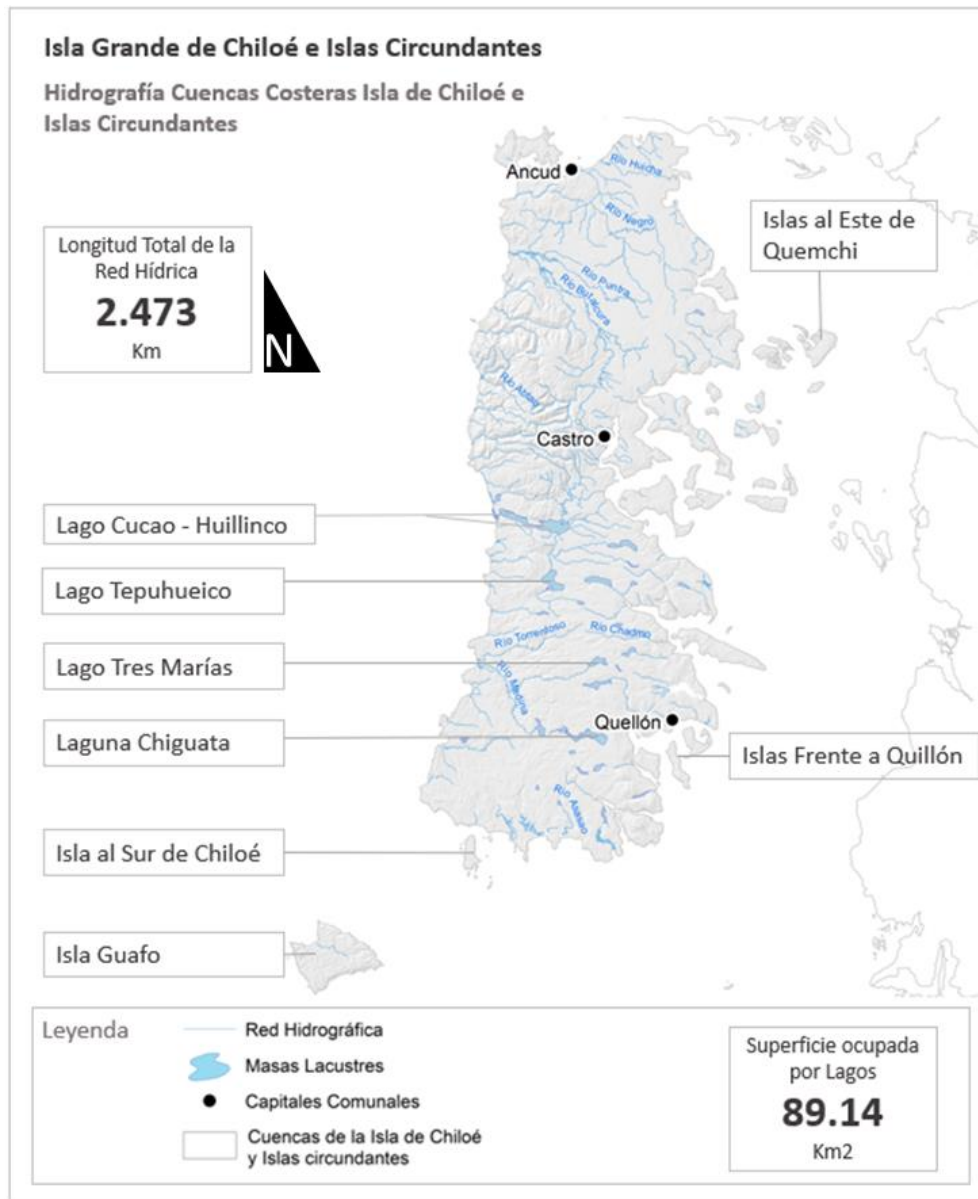 Isla Grande de Chiloé e Islas Circundantes
Hidrografía Cuencas Costeras Isla de Chiloé e
Islas Circundantes
Longitud Total de la
Red Hídrica
2.473
Km
N
Ancud
Río Huicha
Río Negro
Islas al Este de
Quemchi
Río Puntra
Río Butalcura
Río Abtao
Castro
Lago Cucao - Huillinco
Lago Tepuhueico
Río Torrentoso
Río Chadmo
Lago Tres Marías
Río Medina
Quellón
Laguna Chiguata
Islas Frente a Quillón
Río Asasao
Isla al Sur de Chiloé
Isla Guafo
Leyenda
Red Hidrográfica
Masas Lacustres
Capitales Comunales
Cuencas de la Isla de Chiloé
y Islas circundantes
Superficie ocupada
por Lagos
89.14
Km2